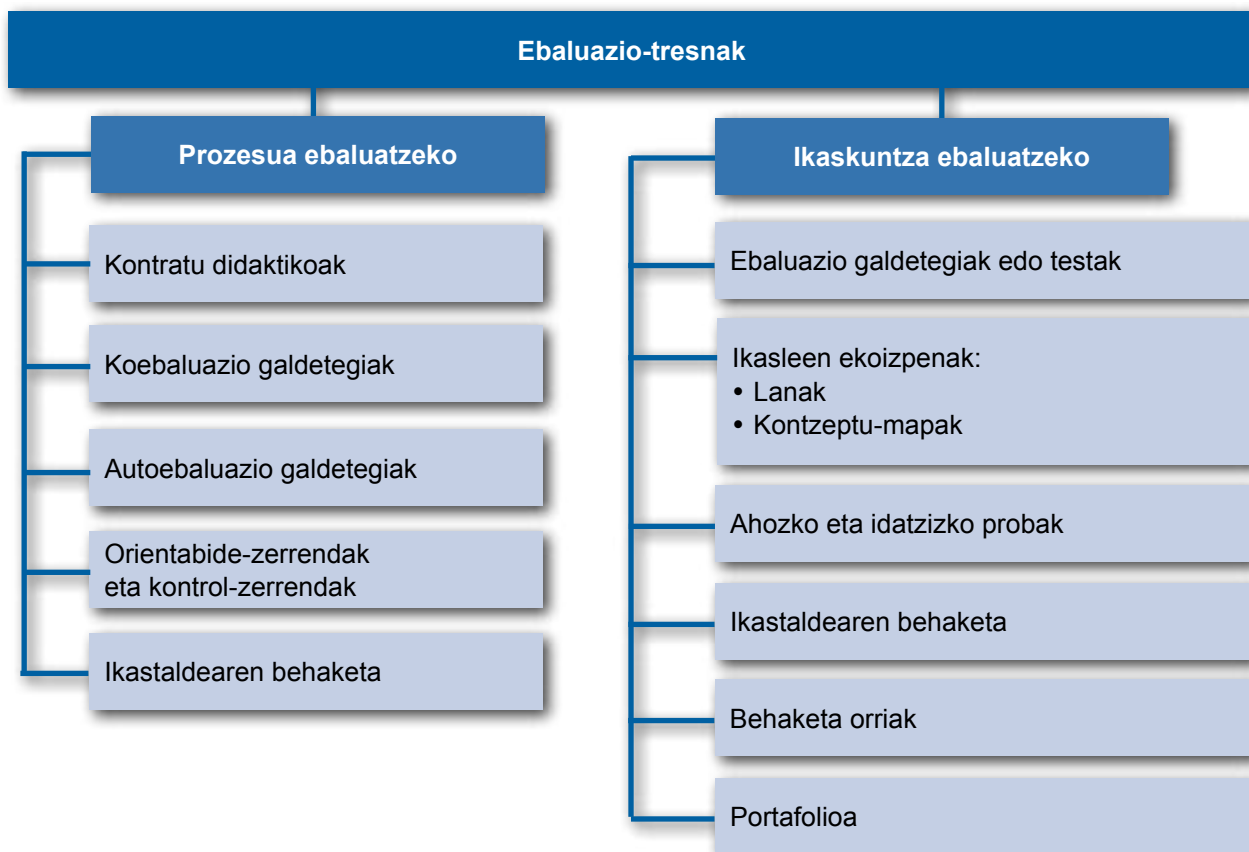 Ebaluazio-tresnak
Prozesua ebaluatzeko
Kontratu didaktikoak
Koebaluazio galdetegiak
Autoebaluazio galdetegiak
Orientabide-zerrendak
eta kontrol-zerrendak
Ikastaldearen behaketa
Ikaskuntza ebaluatzeko
Ebaluazio galdetegiak edo testak
Ikasleen ekoizpenak:
• Lanak
• Kontzeptu-mapak
Ahozko eta idatzizko probak
Ikastaldearen behaketa
Behaketa orriak
Portafolioa